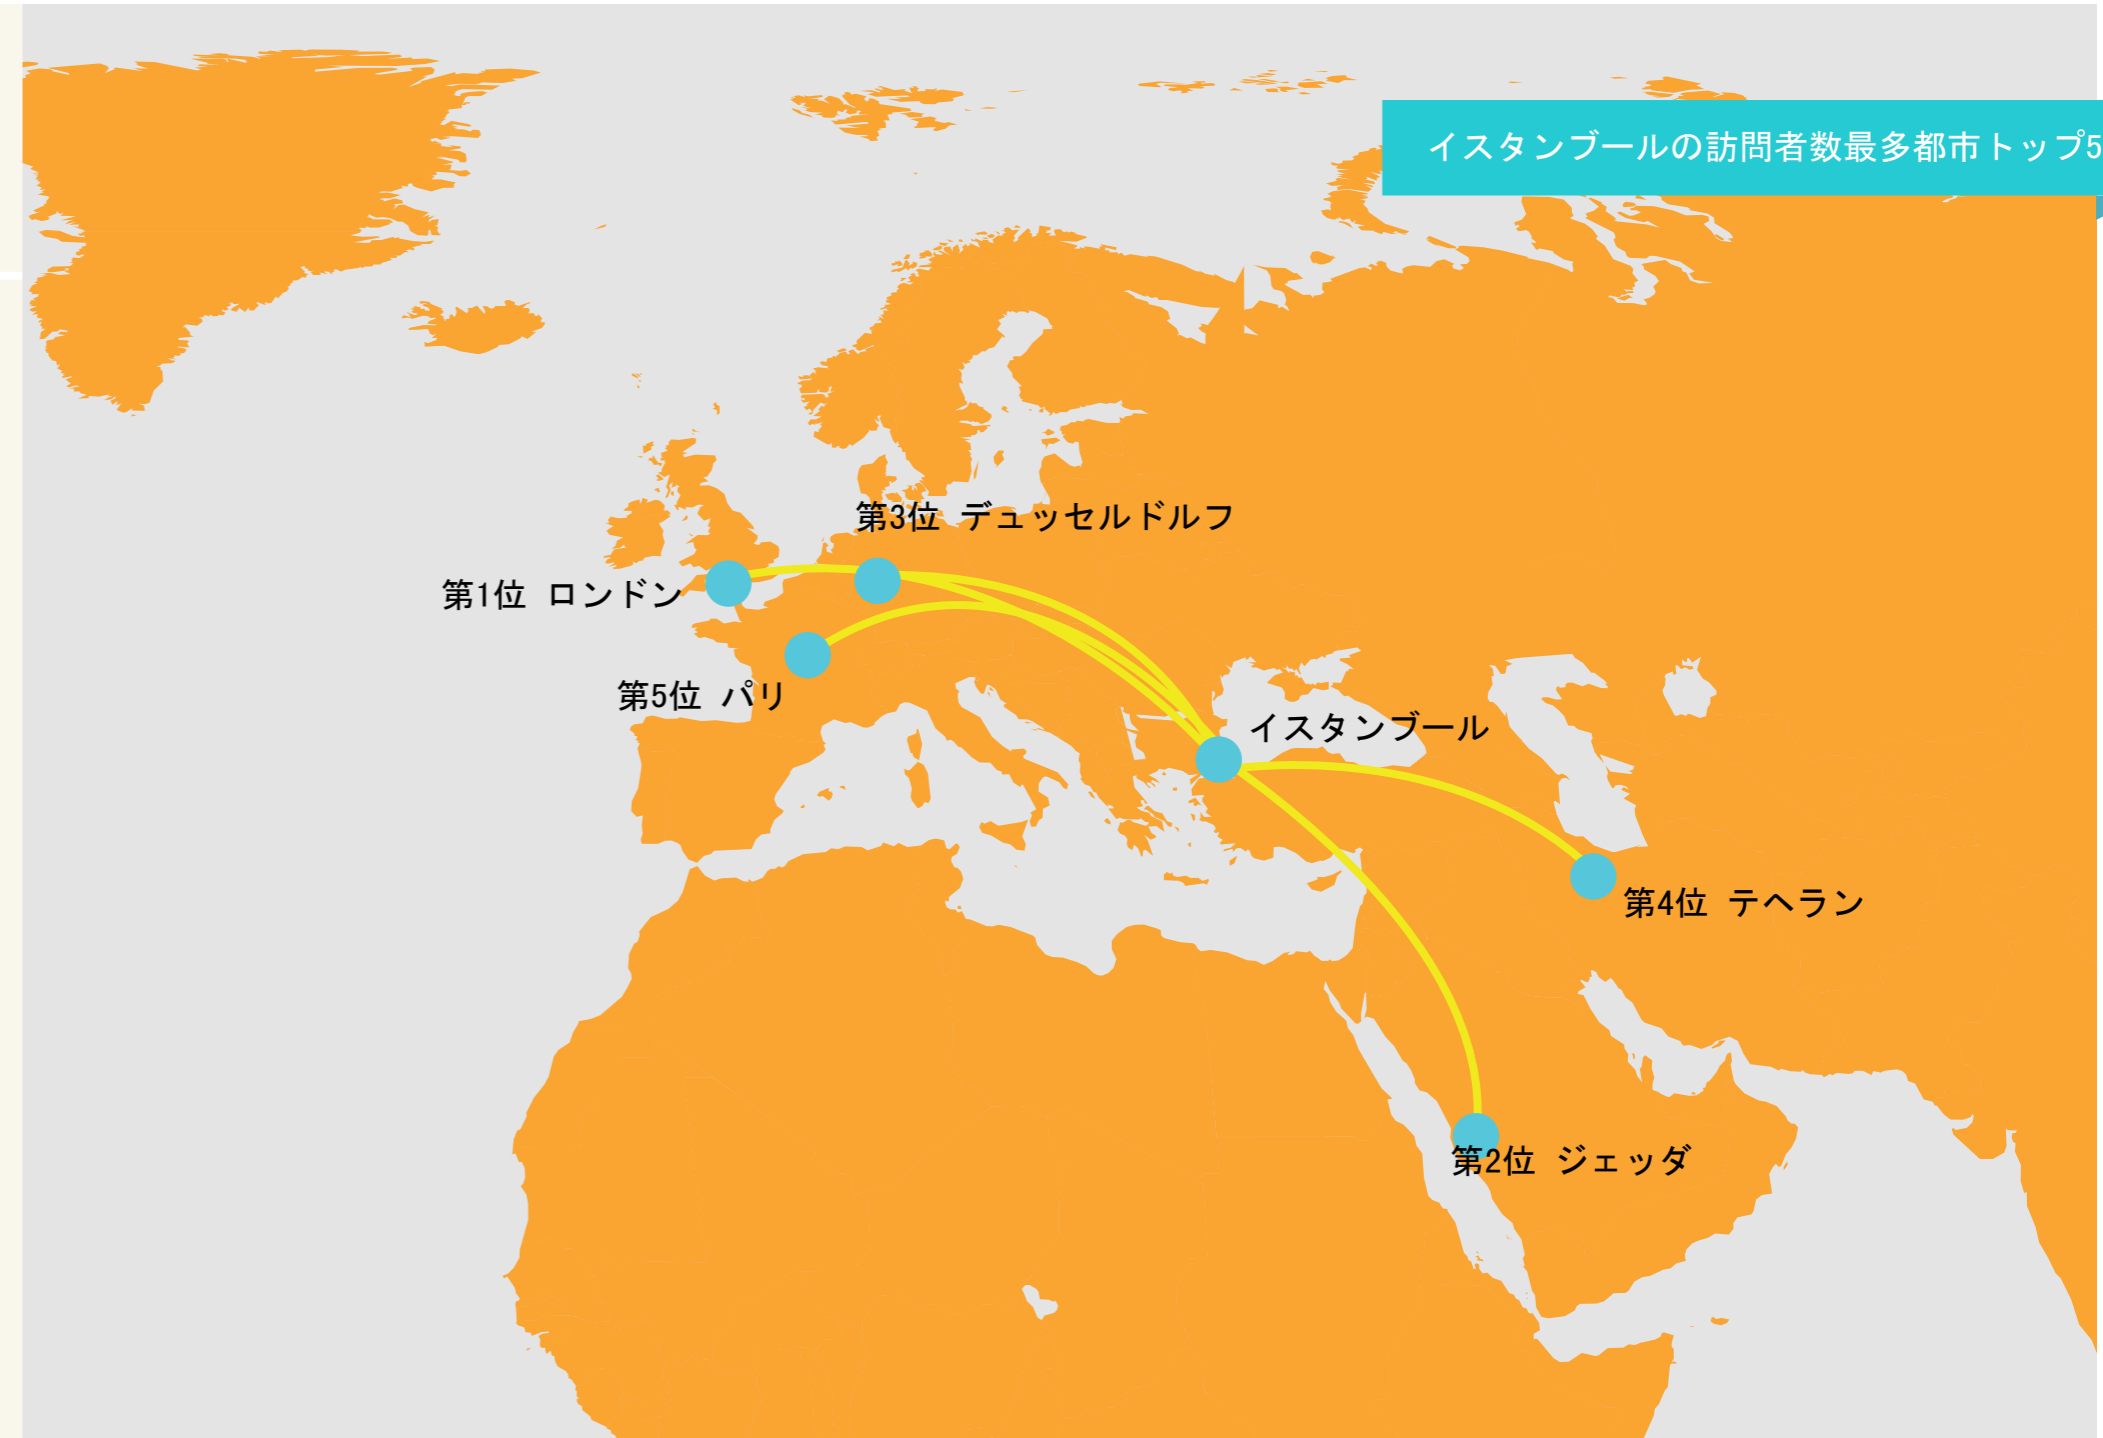 イスタンブールの訪問者数最多都市トップ5
第3位 デュッセルドルフ
第1位 ロンドン
第5位 パリ
イスタンブール
第4位 テヘラン
第2位 ジェッダ